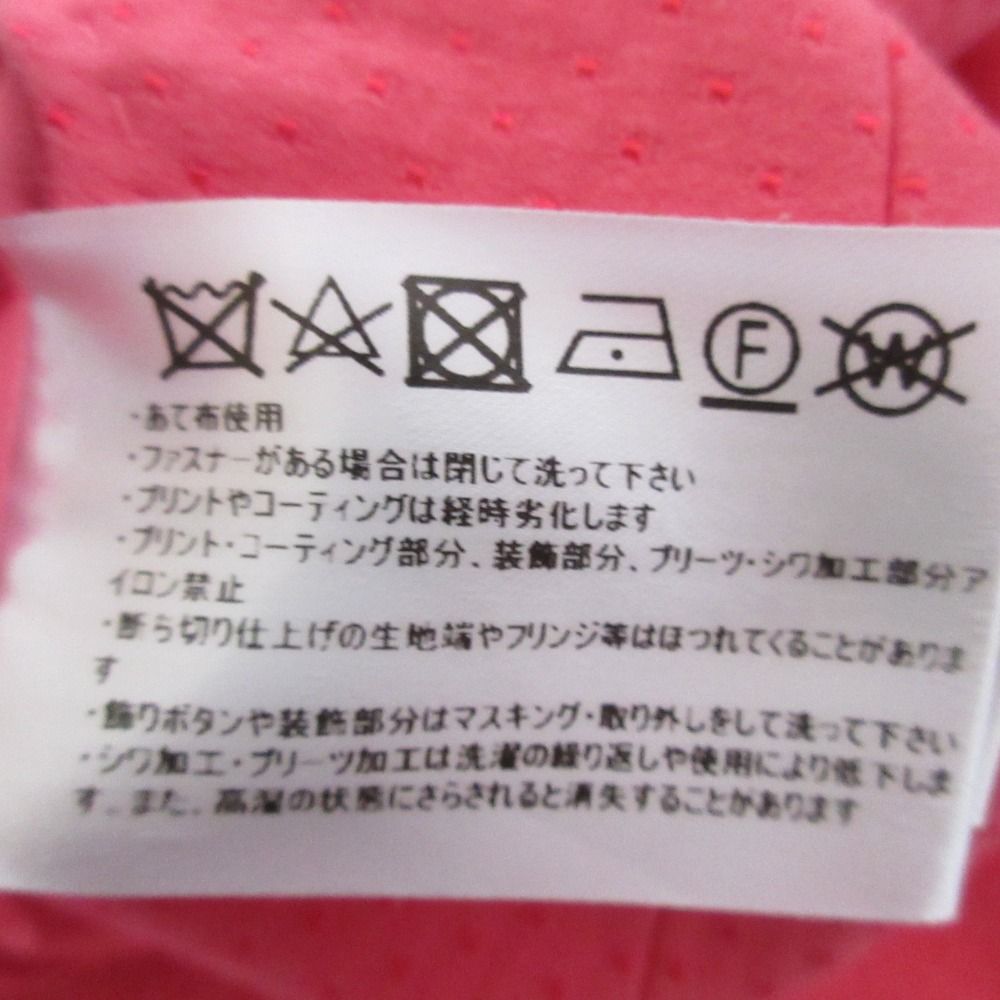 F W
・あて布使用
・ファスナーがある場合は閉じて洗って下さい
・プリントやコーティングは経時劣化します
・プリント・コーティング部分、装飾部分、プリーツ・シワ加工部分ア
イロン禁止
・断ち切り仕上げの生地端やフリンジ等はほつれてくることがありま
す
・飾りボタンや装飾部分はマスキング・取り外しをして洗って下さい
・シワ加工・プリーツ加工は洗濯の繰り返しや使用により低下しま
す。また、高湿の状態にさらされると消失することがあります